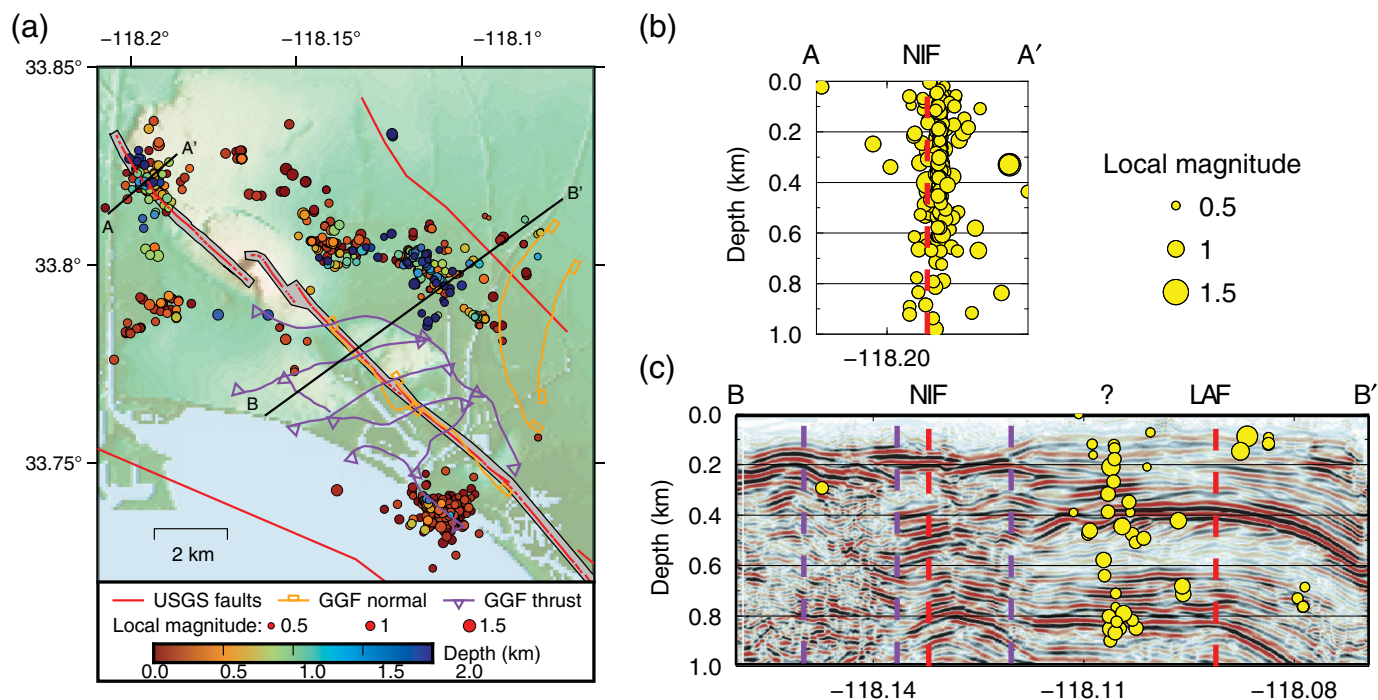 (a)
−118.2° −118.15° −118.1°
33.85°
33.8°
33.75°
A' A B' B
2 km
USGS faults GGF normal GGF thrust
Local magnitude: 0.5 1 1.5
Depth (km)
0.0 0.5 1.0 1.5 2.0
(b)
A NIF A′
0.0
0.2
0.4
0.6
0.8
1.0
Depth (km)
−118.20
Local magnitude
0.5
1
1.5
(c)
B NIF ? LAF B′
0.0
0.2
0.4
0.6
0.8
1.0
Depth (km)
−118.14 −118.11 −118.08